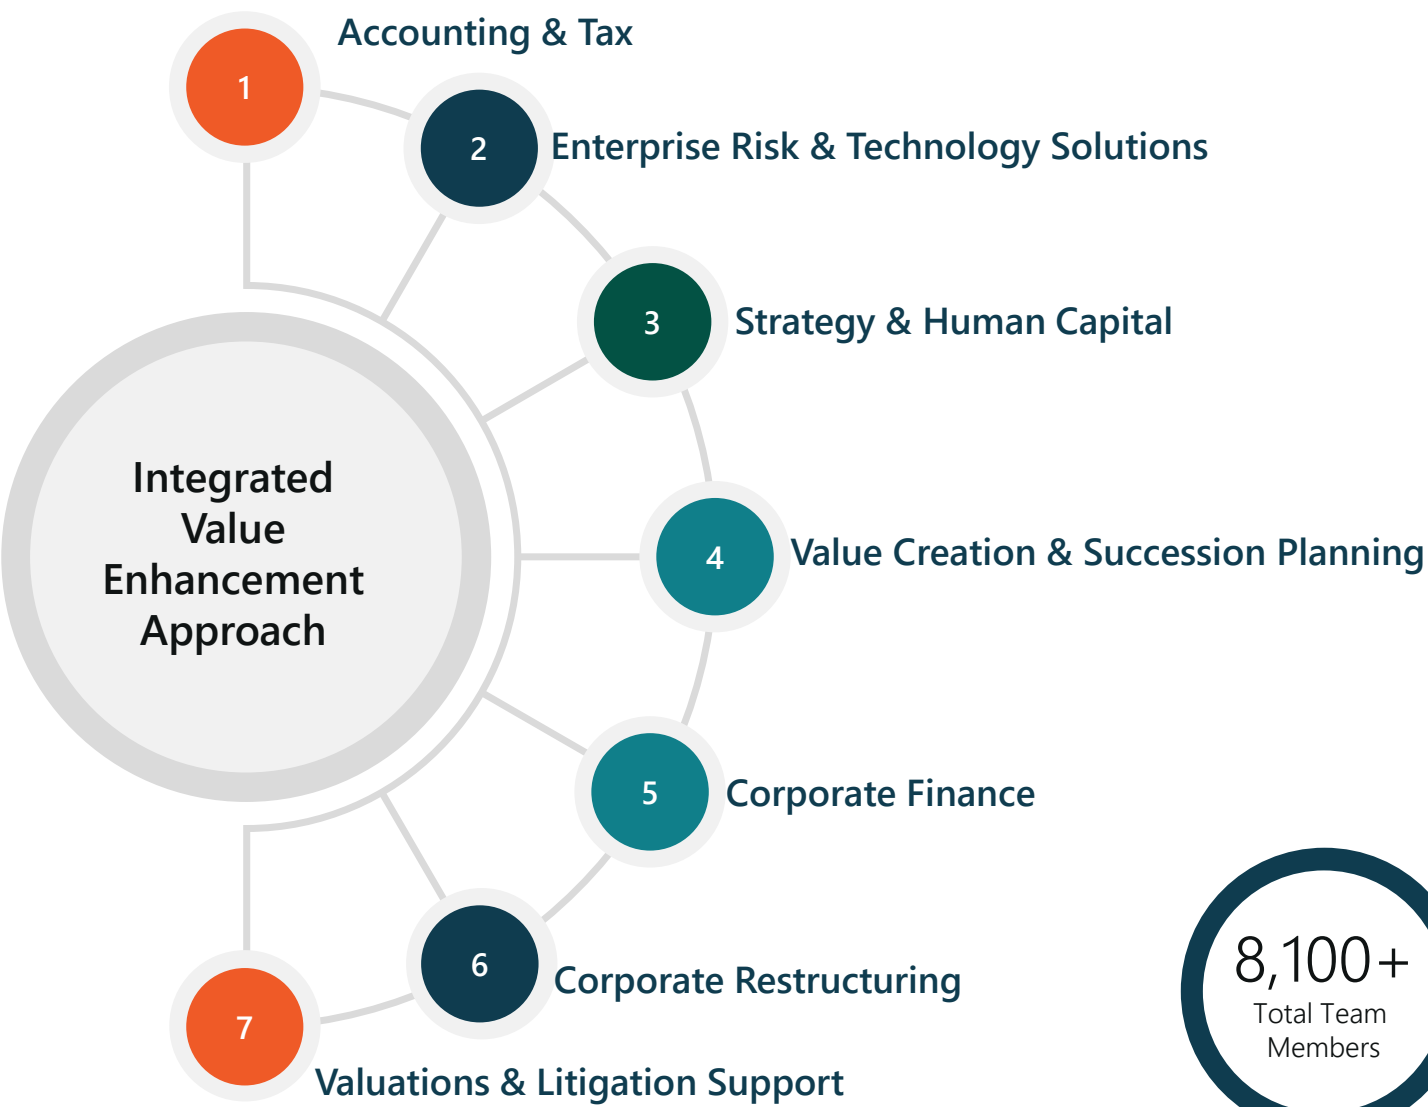 1
Accounting & Tax
2
Enterprise Risk & Technology Solutions
3
Strategy & Human Capital
Integrated
Value
Enhancement
Approach
4
Value Creation & Succession Planning
5
Corporate Finance
6
Corporate Restructuring
7
Valuations & Litigation Support
8,100+
Total Team
Members